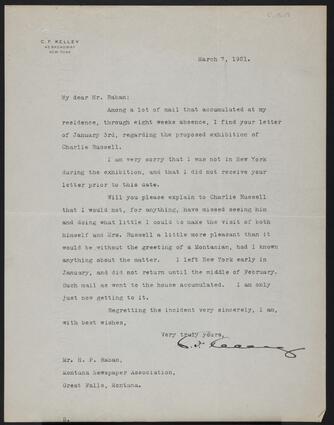 C. F. KELLEY
42 BROADWAY
NEW YORK
March 7, 1921.
My dear Mr. Raban:
Among a lot of mail that accumulated at my
residence, through eight weeks absence, I find your letter
of January 3rd, regarding the proposed exhibition of
Charlie Russell.
I am very sorry that I was not in New York
during the exhibition, and that I did not receive your
letter prior to this date.
Will you please explain to Charlie Russell
that I would not, for anything, have missed seeing him
and doing what little I could to make the visit of both
himself and Mrs. Russell a little more pleasant than it
would be without the greeting of a Montanian, had I known
anything about the matter. I left New York early in
January, and did not return until the middle of February.
Such mail as went to the house accumulated. I am only
just now getting to it.
Regretting the incident very sincerely, I am,
with best wishes,
Very truly yours,
Mr. H. P. Raban,
Montana Newspaper Association,
Great Falls, Montana.